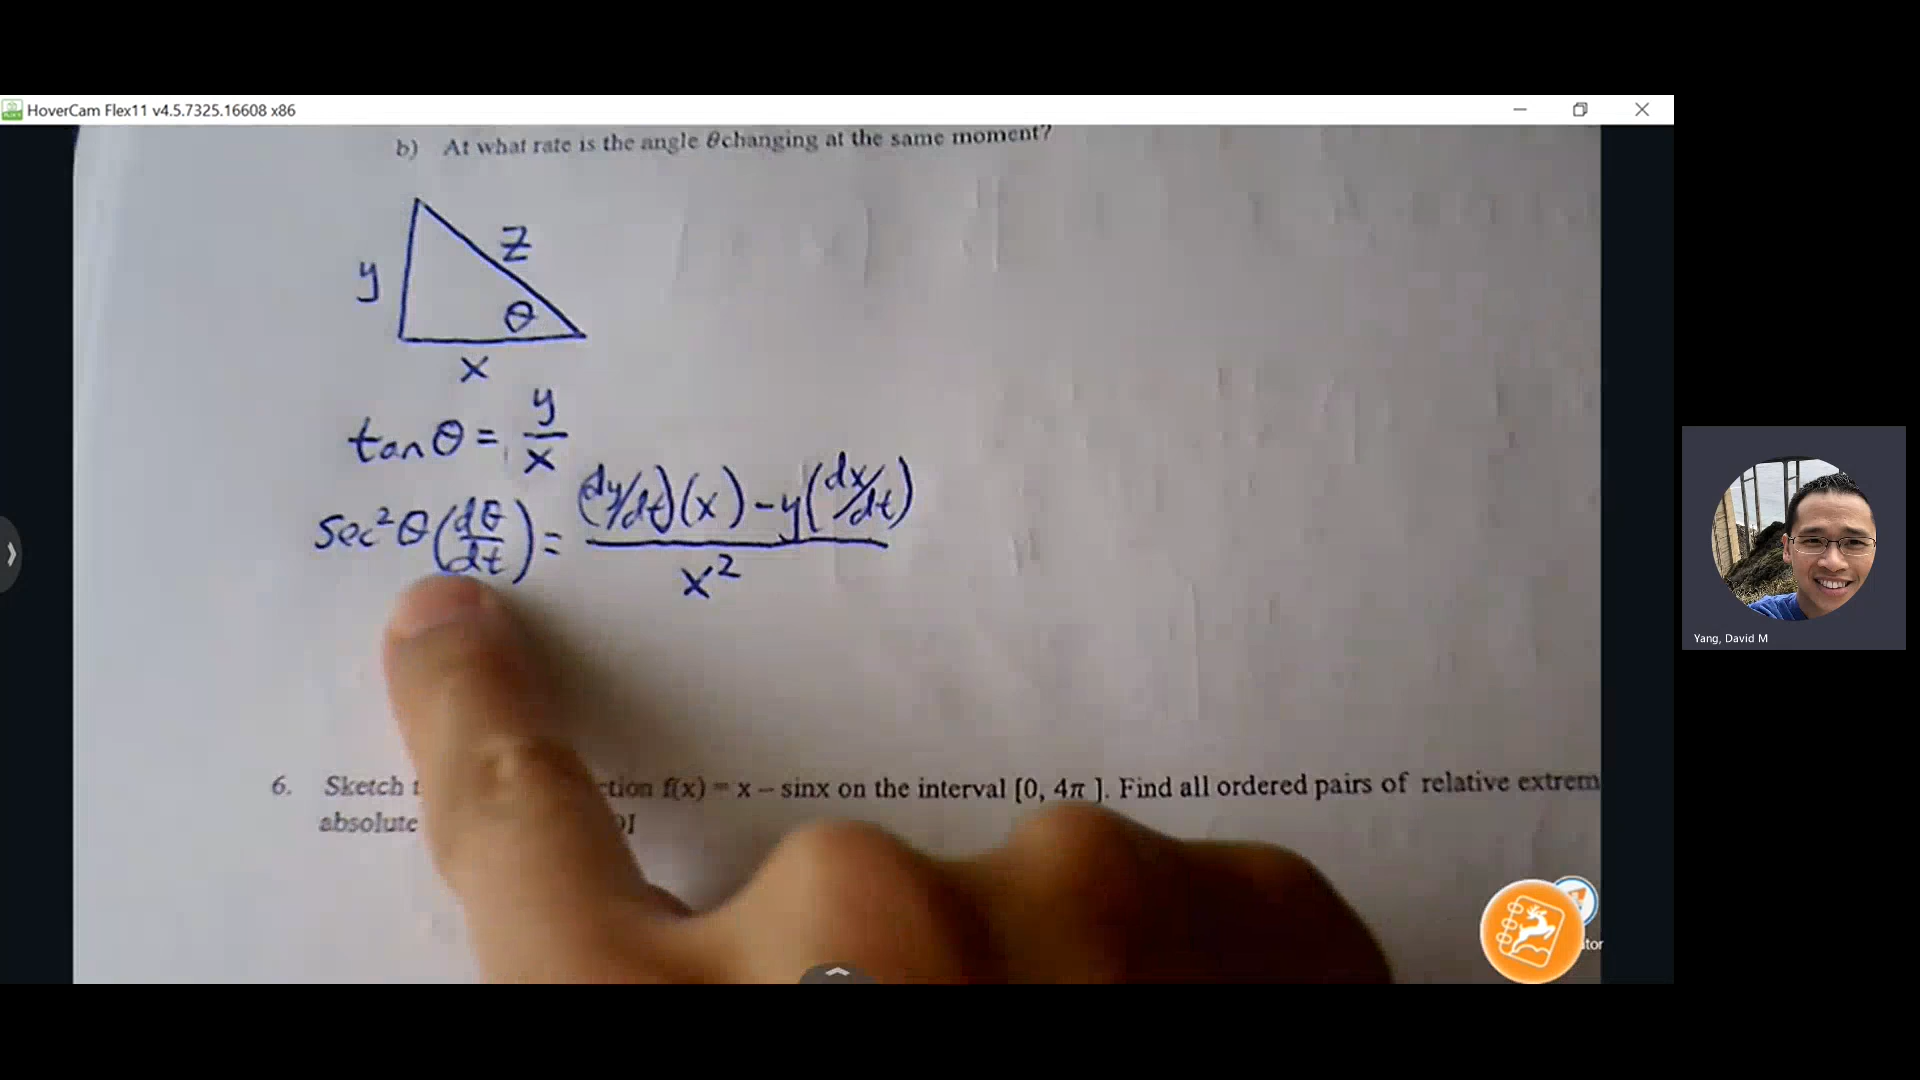 HoverCam Flex11 v4.5.7325.16608 x86
b) At what rate is the angle θ changing at the same moment?
z
y
θ
x
tanθ = y/x
sec²θ(dθ/dt) = ((dy/dt)(x) - y(dx/dt))/x²
6. Sketch t ction f(x) = x – sinx on the interval [0, 4π ]. Find all ordered pairs of relative extrem
absolute
Yang, David M